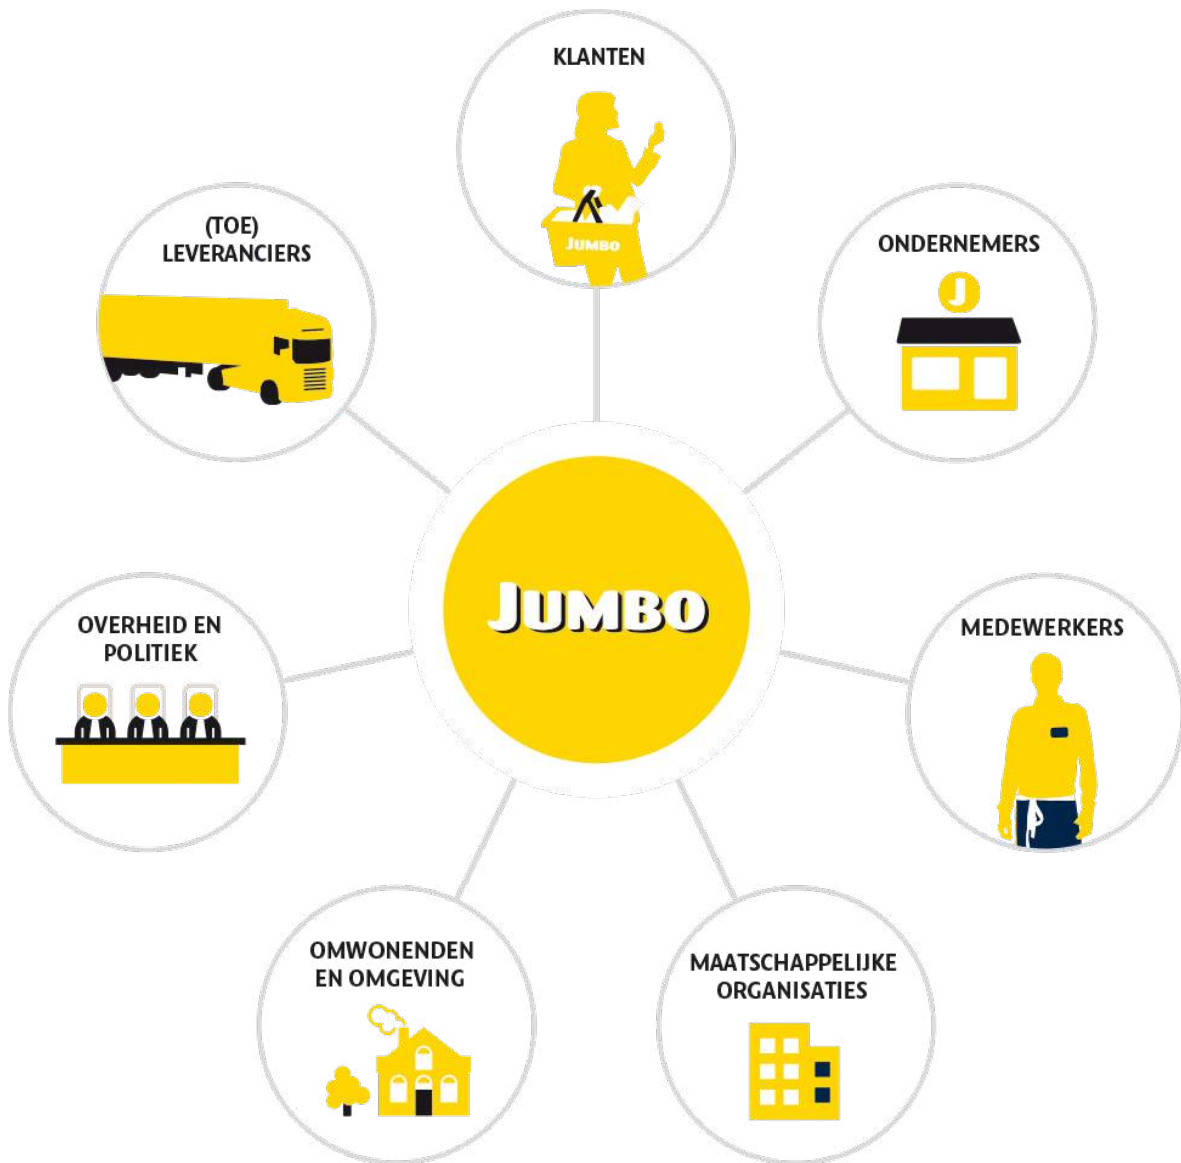 KLANTEN
JUMBO
(TOE)
LEVERANCIERS
ONDERNEMERS
J
JUMBO
OVERHEID EN
POLITIEK
MEDEWERKERS
OMWONENDEN
EN OMGEVING
MAATSCHAPPELIJKE
ORGANISATIES